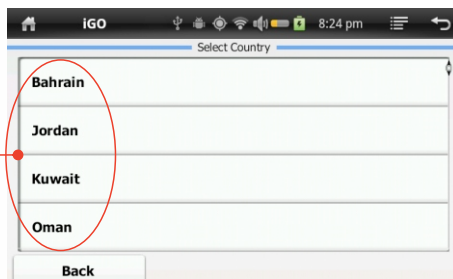 iGO 8:24 pm
Select Country
Bahrain
Jordan
Kuwait
Oman
Back